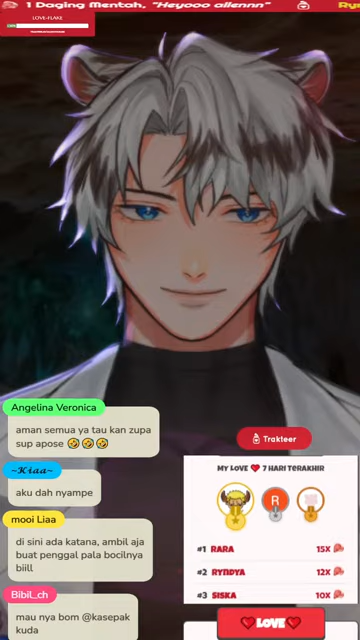 1 Daging Mentah, "Heyooo aliennn"
LOVE-FLAKE
Angelina Veronica
aman semua ya tau kan zupa
sup apose 🤣🤣🤣
~Kiaa~
aku dah nyampe
mooi Liaa
di sini ada katana, ambil aja
buat penggal pala bocilnya
biill
Bibil_ch
mau nya bom @kasepak
kuda
Trakteer
MY LOVE ❤ 7 HARI TERAKHIR
R
#1 RARA 15X
#2 RYNDYA 12X
#3 SISKA 10X
❤ LOVE ❤